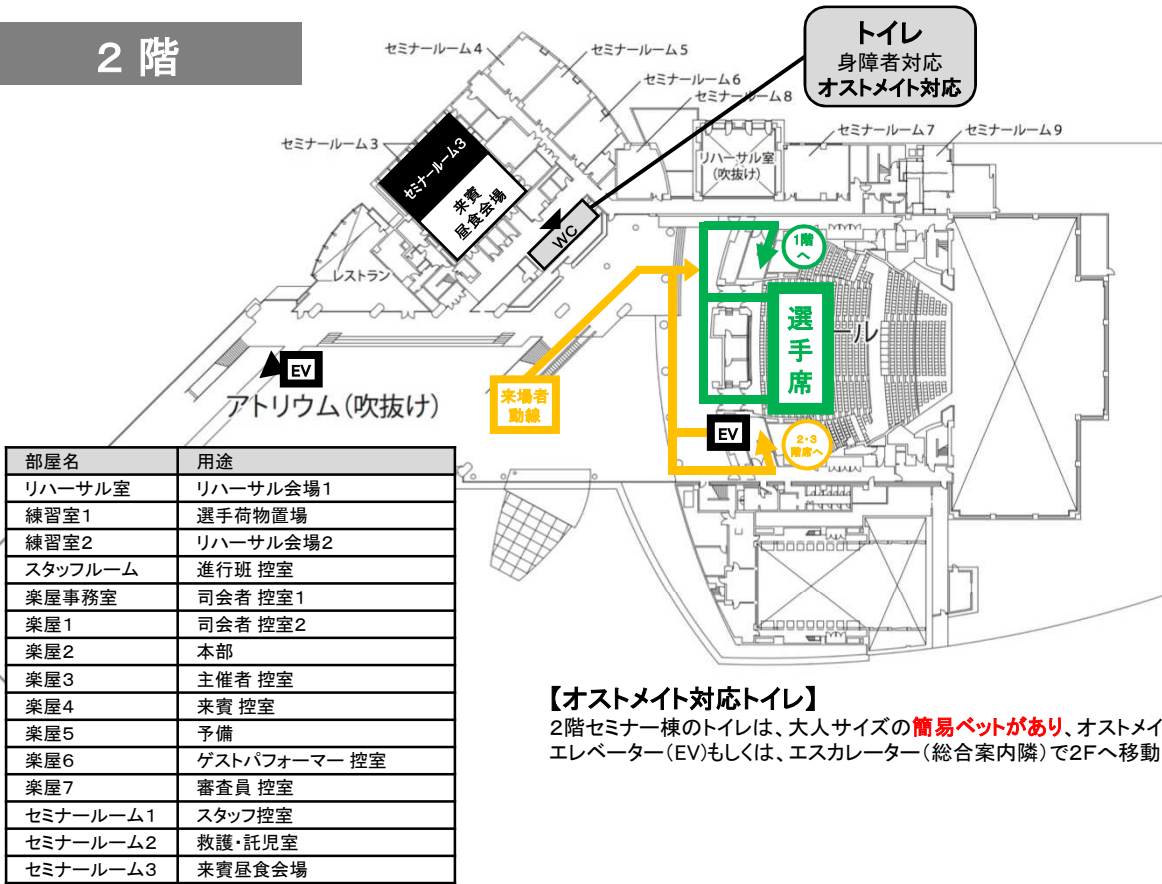 2 階
トイレ
身障者対応
オストメイト対応
セミナールーム4
セミナールーム5
セミナールーム6
セミナールーム8
セミナールーム3
セミナールーム7
セミナールーム9
リハーサル室
(吹抜け)
セミナールーム3
来賓
昼食会場
WC
レストラン
1階
へ
選手席
ール
EV
アトリウム(吹抜け)
来場者
動線
EV
2・3
階席へ
部屋名 用途
リハーサル室 リハーサル会場1
練習室1 選手荷物置場
練習室2 リハーサル会場2
スタッフルーム 進行班 控室
楽屋事務室 司会者 控室1
楽屋1 司会者 控室2
楽屋2 本部
楽屋3 主催者 控室
楽屋4 来賓 控室
楽屋5 予備
楽屋6 ゲストパフォーマー 控室
楽屋7 審査員 控室
セミナールーム1 スタッフ控室
セミナールーム2 救護・託児室
セミナールーム3 来賓昼食会場
【オストメイト対応トイレ】
2階セミナー棟のトイレは、大人サイズの簡易ベットがあり、オストメイ
エレベーター(EV)もしくは、エスカレーター(総合案内隣)で2Fへ移動